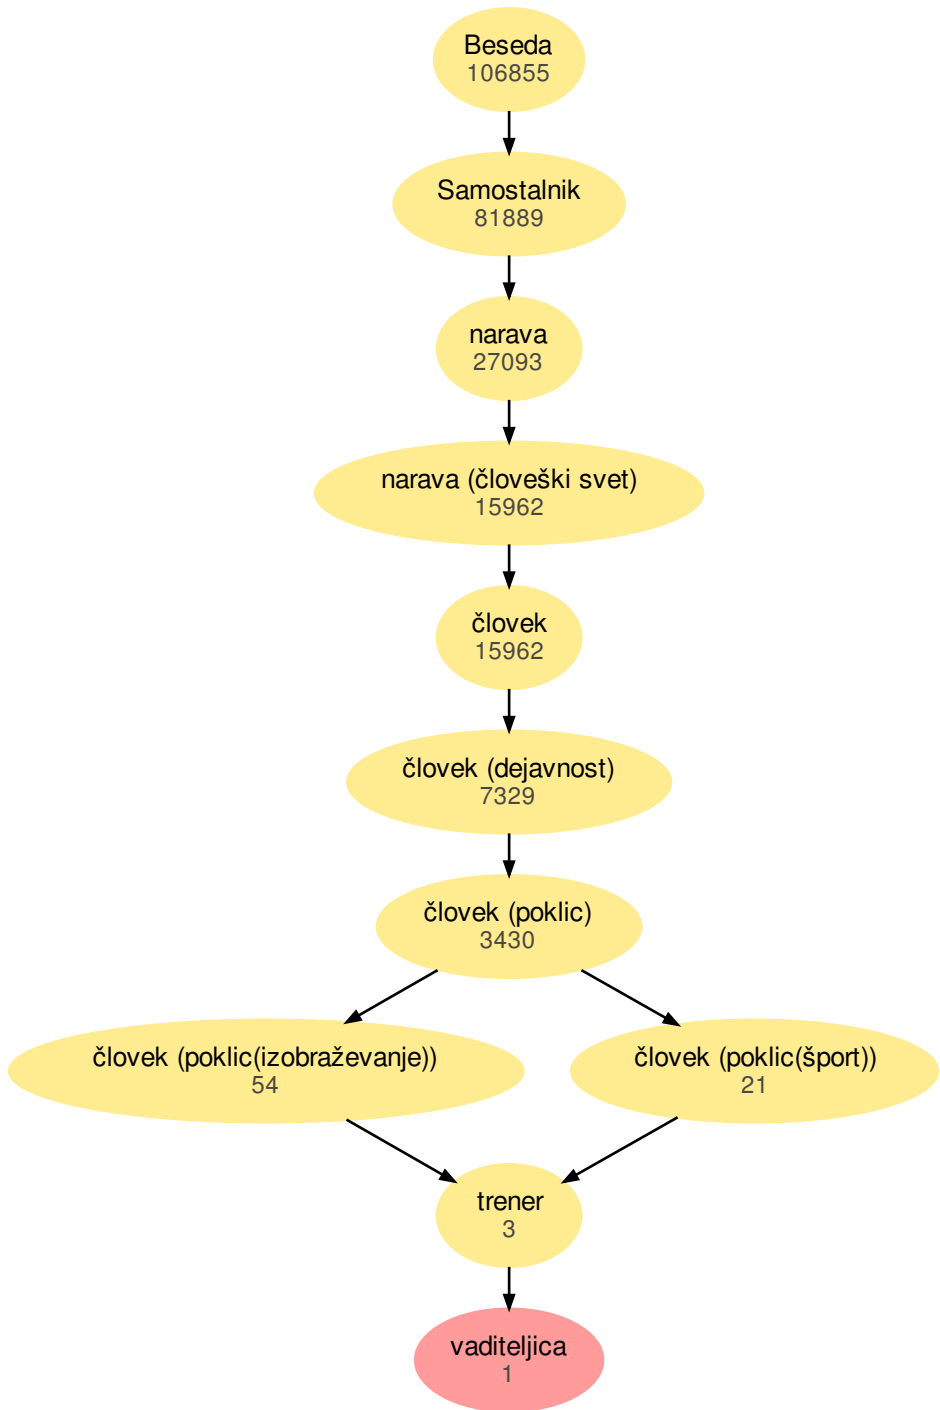 Beseda
106855
Samostalnik
81889
narava
27093
narava (človeški svet)
15962
človek
15962
človek (dejavnost)
7329
človek (poklic)
3430
človek (poklic(izobraževanje))
54
človek (poklic(šport))
21
trener
3
vaditeljica
1